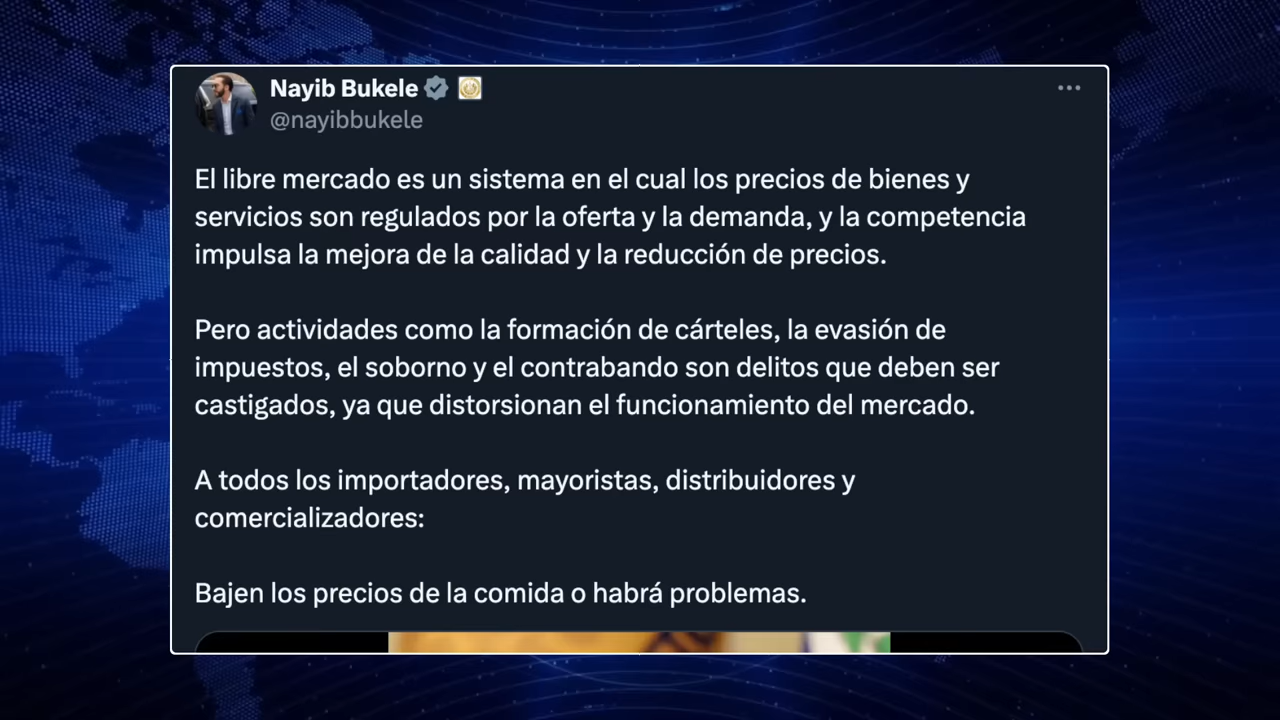 Nayib Bukele
@nayibbukele
El libre mercado es un sistema en el cual los precios de bienes y
servicios son regulados por la oferta y la demanda, y la competencia
impulsa la mejora de la calidad y la reducción de precios.
Pero actividades como la formación de cárteles, la evasión de
impuestos, el soborno y el contrabando son delitos que deben ser
castigados, ya que distorsionan el funcionamiento del mercado.
A todos los importadores, mayoristas, distribuidores y
comercializadores:
Bajen los precios de la comida o habrá problemas.